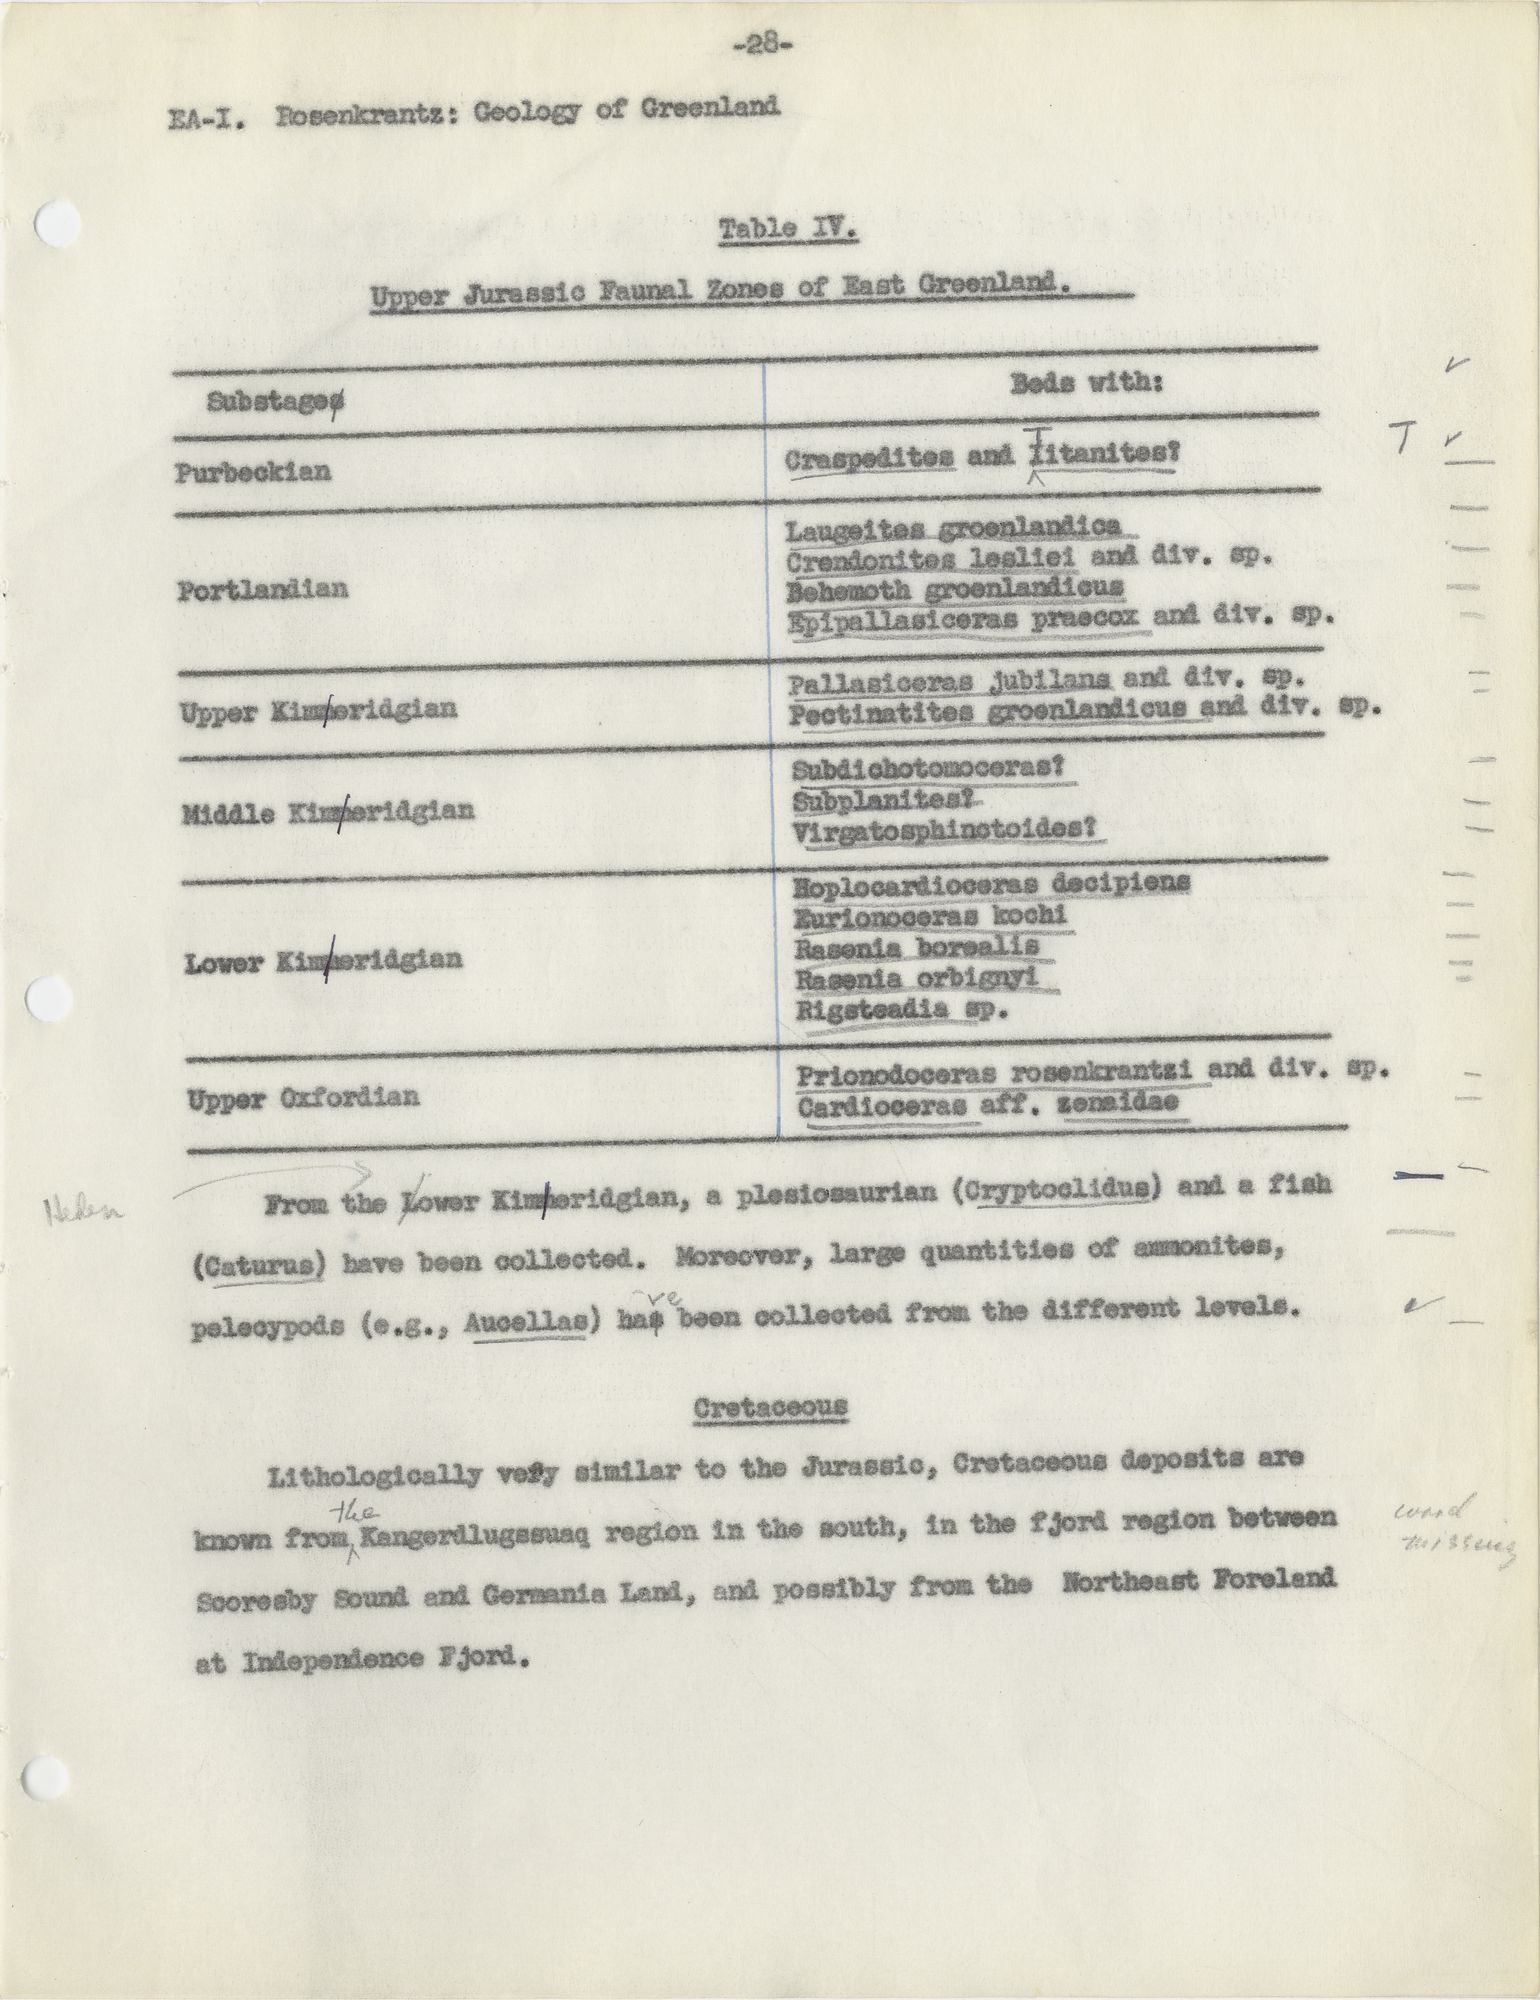 -28-
EA-I. Rosenkrantz: Geology of Greenland
Table IV.
Upper Jurassic Faunal Zones of East Greenland.
Substages
Beds with:
Purbeckian
T
Craspedites and Iitanites?
T
Portlandian
Laugeites groenlandica
Crendonites lesliei and div. sp.
Behemoth groenlandicus
Epipallasiceras praecox and div. sp.
Upper Kimmeridgian
Pallasiceras jubilans and div. sp.
Pectinatites groenlandicus and div. sp.
Middle Kimmeridgian
Subdichotomoceras?
Subplanites?
Virgatosphinctoides?
Lower Kimmeridgian
Hoplocardioceras decipiens
Eurionoceras kochi
Rasenia borealis
Rasenia orbignyi
Rigsteadia sp.
Upper Oxfordian
Prionodoceras rosenkrantzi and div. sp.
Cardioceras aff. zenaidae
From the Lower Kimmeridgian, a plesiosaurian (Cryptoclidus) and a fish
(Caturus) have been collected. Moreover, large quantities of ammonites,
ve
pelecypods (e.g., Aucellas) has been collected from the different levels.
Cretaceous
Lithologically very similar to the Jurassic, Cretaceous deposits are
the
known from Kangerdlugssuaq region in the south, in the fjord region between
word
missing
Scoresby Sound and Germania Land, and possibly from the Northeast Foreland
at Independence Fjord.